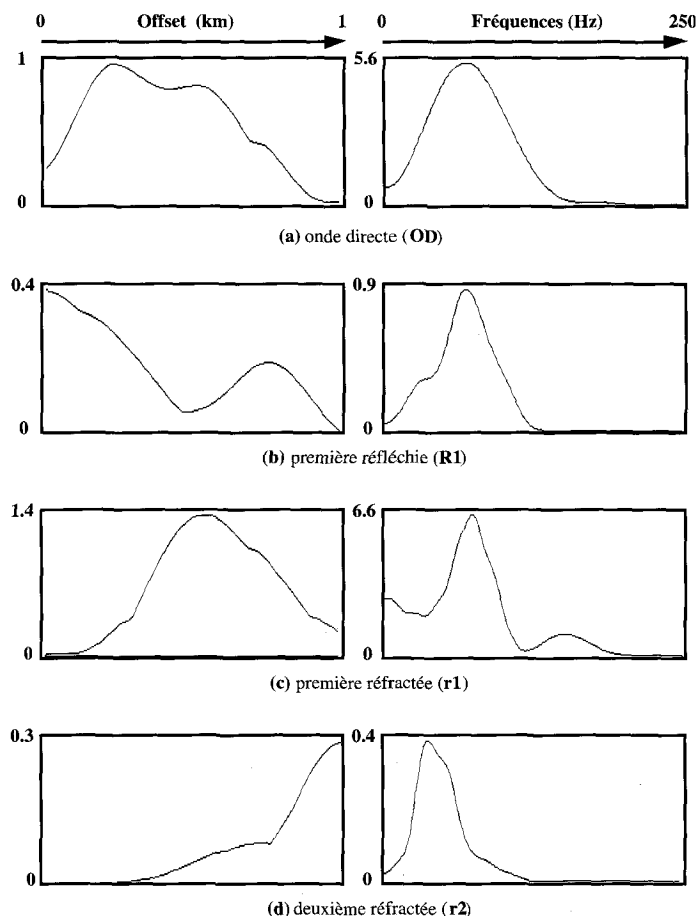 0 Offset (km) 1 0 Fréquences (Hz) 250
1 5.6
0 0
(a) onde directe (OD)
0.4 0.9
0 0
(b) première réfléchie (R1)
1.4 6.6
0 0
(c) première réfractée (r1)
0.3 0.4
0 0
(d) deuxième réfractée (r2)